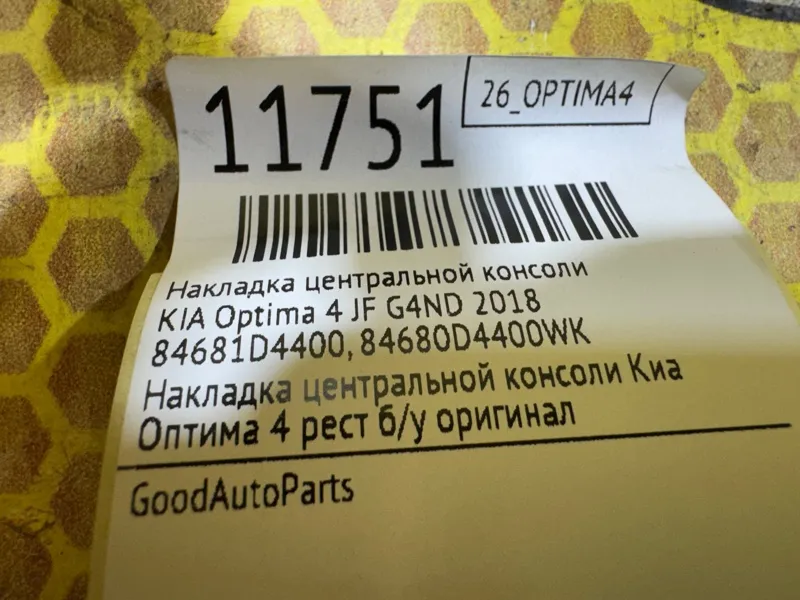 11751
26_OPTIMA4
Накладка центральной консоли
KIA Optima 4 JF G4ND 2018
84681D4400, 84680D4400WK
Накладка центральной консоли Киа
Оптима 4 рест б/у оригинал
GoodAutoParts